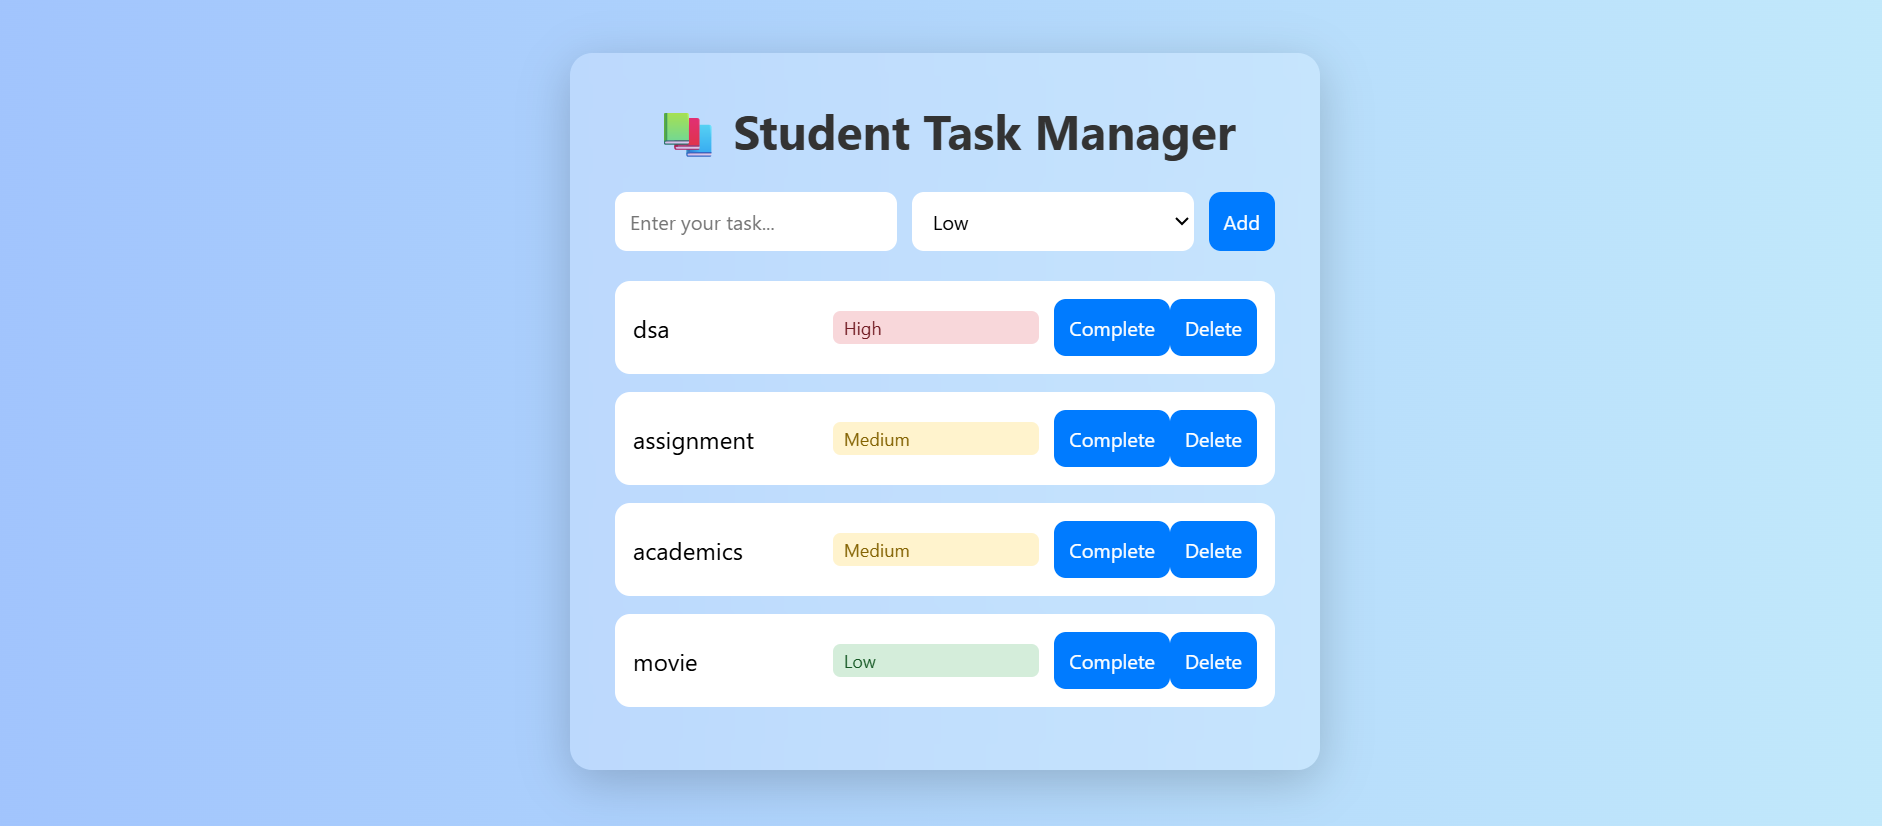 📚 Student Task Manager
Enter your task... Low Add
dsa High Complete Delete
assignment Medium Complete Delete
academics Medium Complete Delete
movie Low Complete Delete